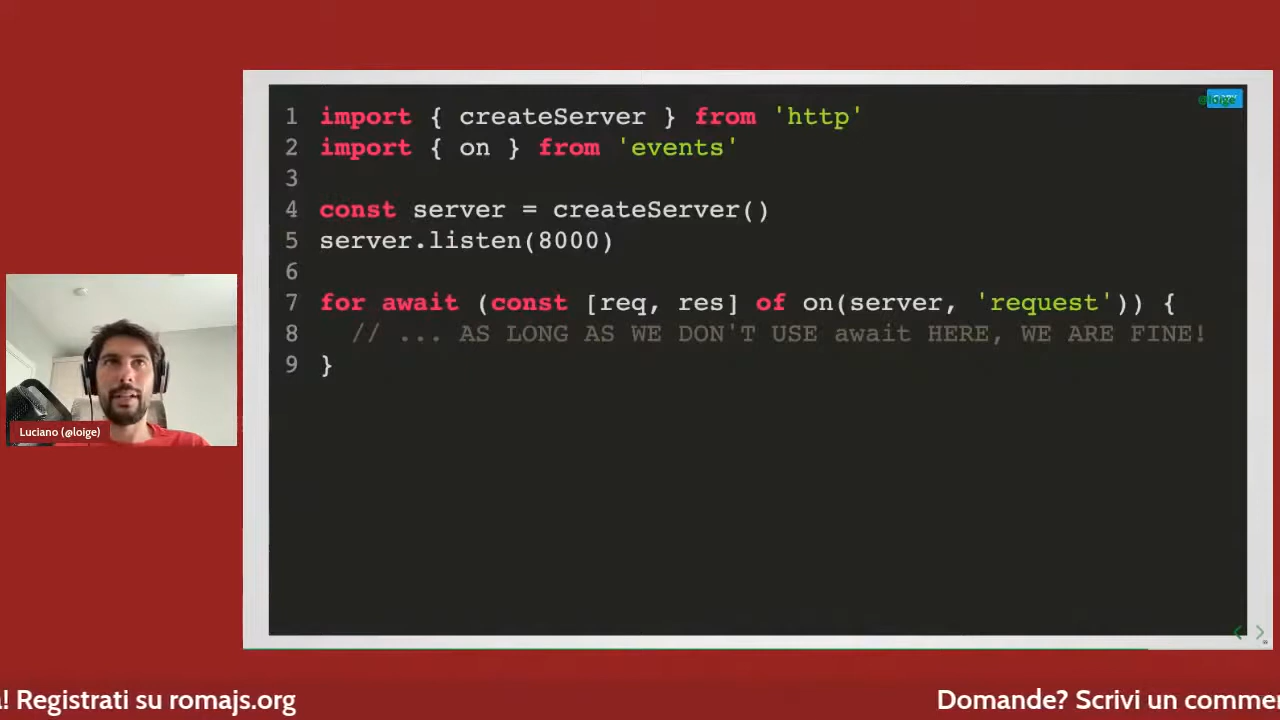 @loige
1 import { createServer } from 'http'
2 import { on } from 'events'
3
4 const server = createServer()
5 server.listen(8000)
6
7 for await (const [req, res] of on(server, 'request')) {
8 // ... AS LONG AS WE DON'T USE await HERE, WE ARE FINE!
9 }
Luciano (@loige)
a! Registrati su romajs.org
Domande? Scrivi un commen